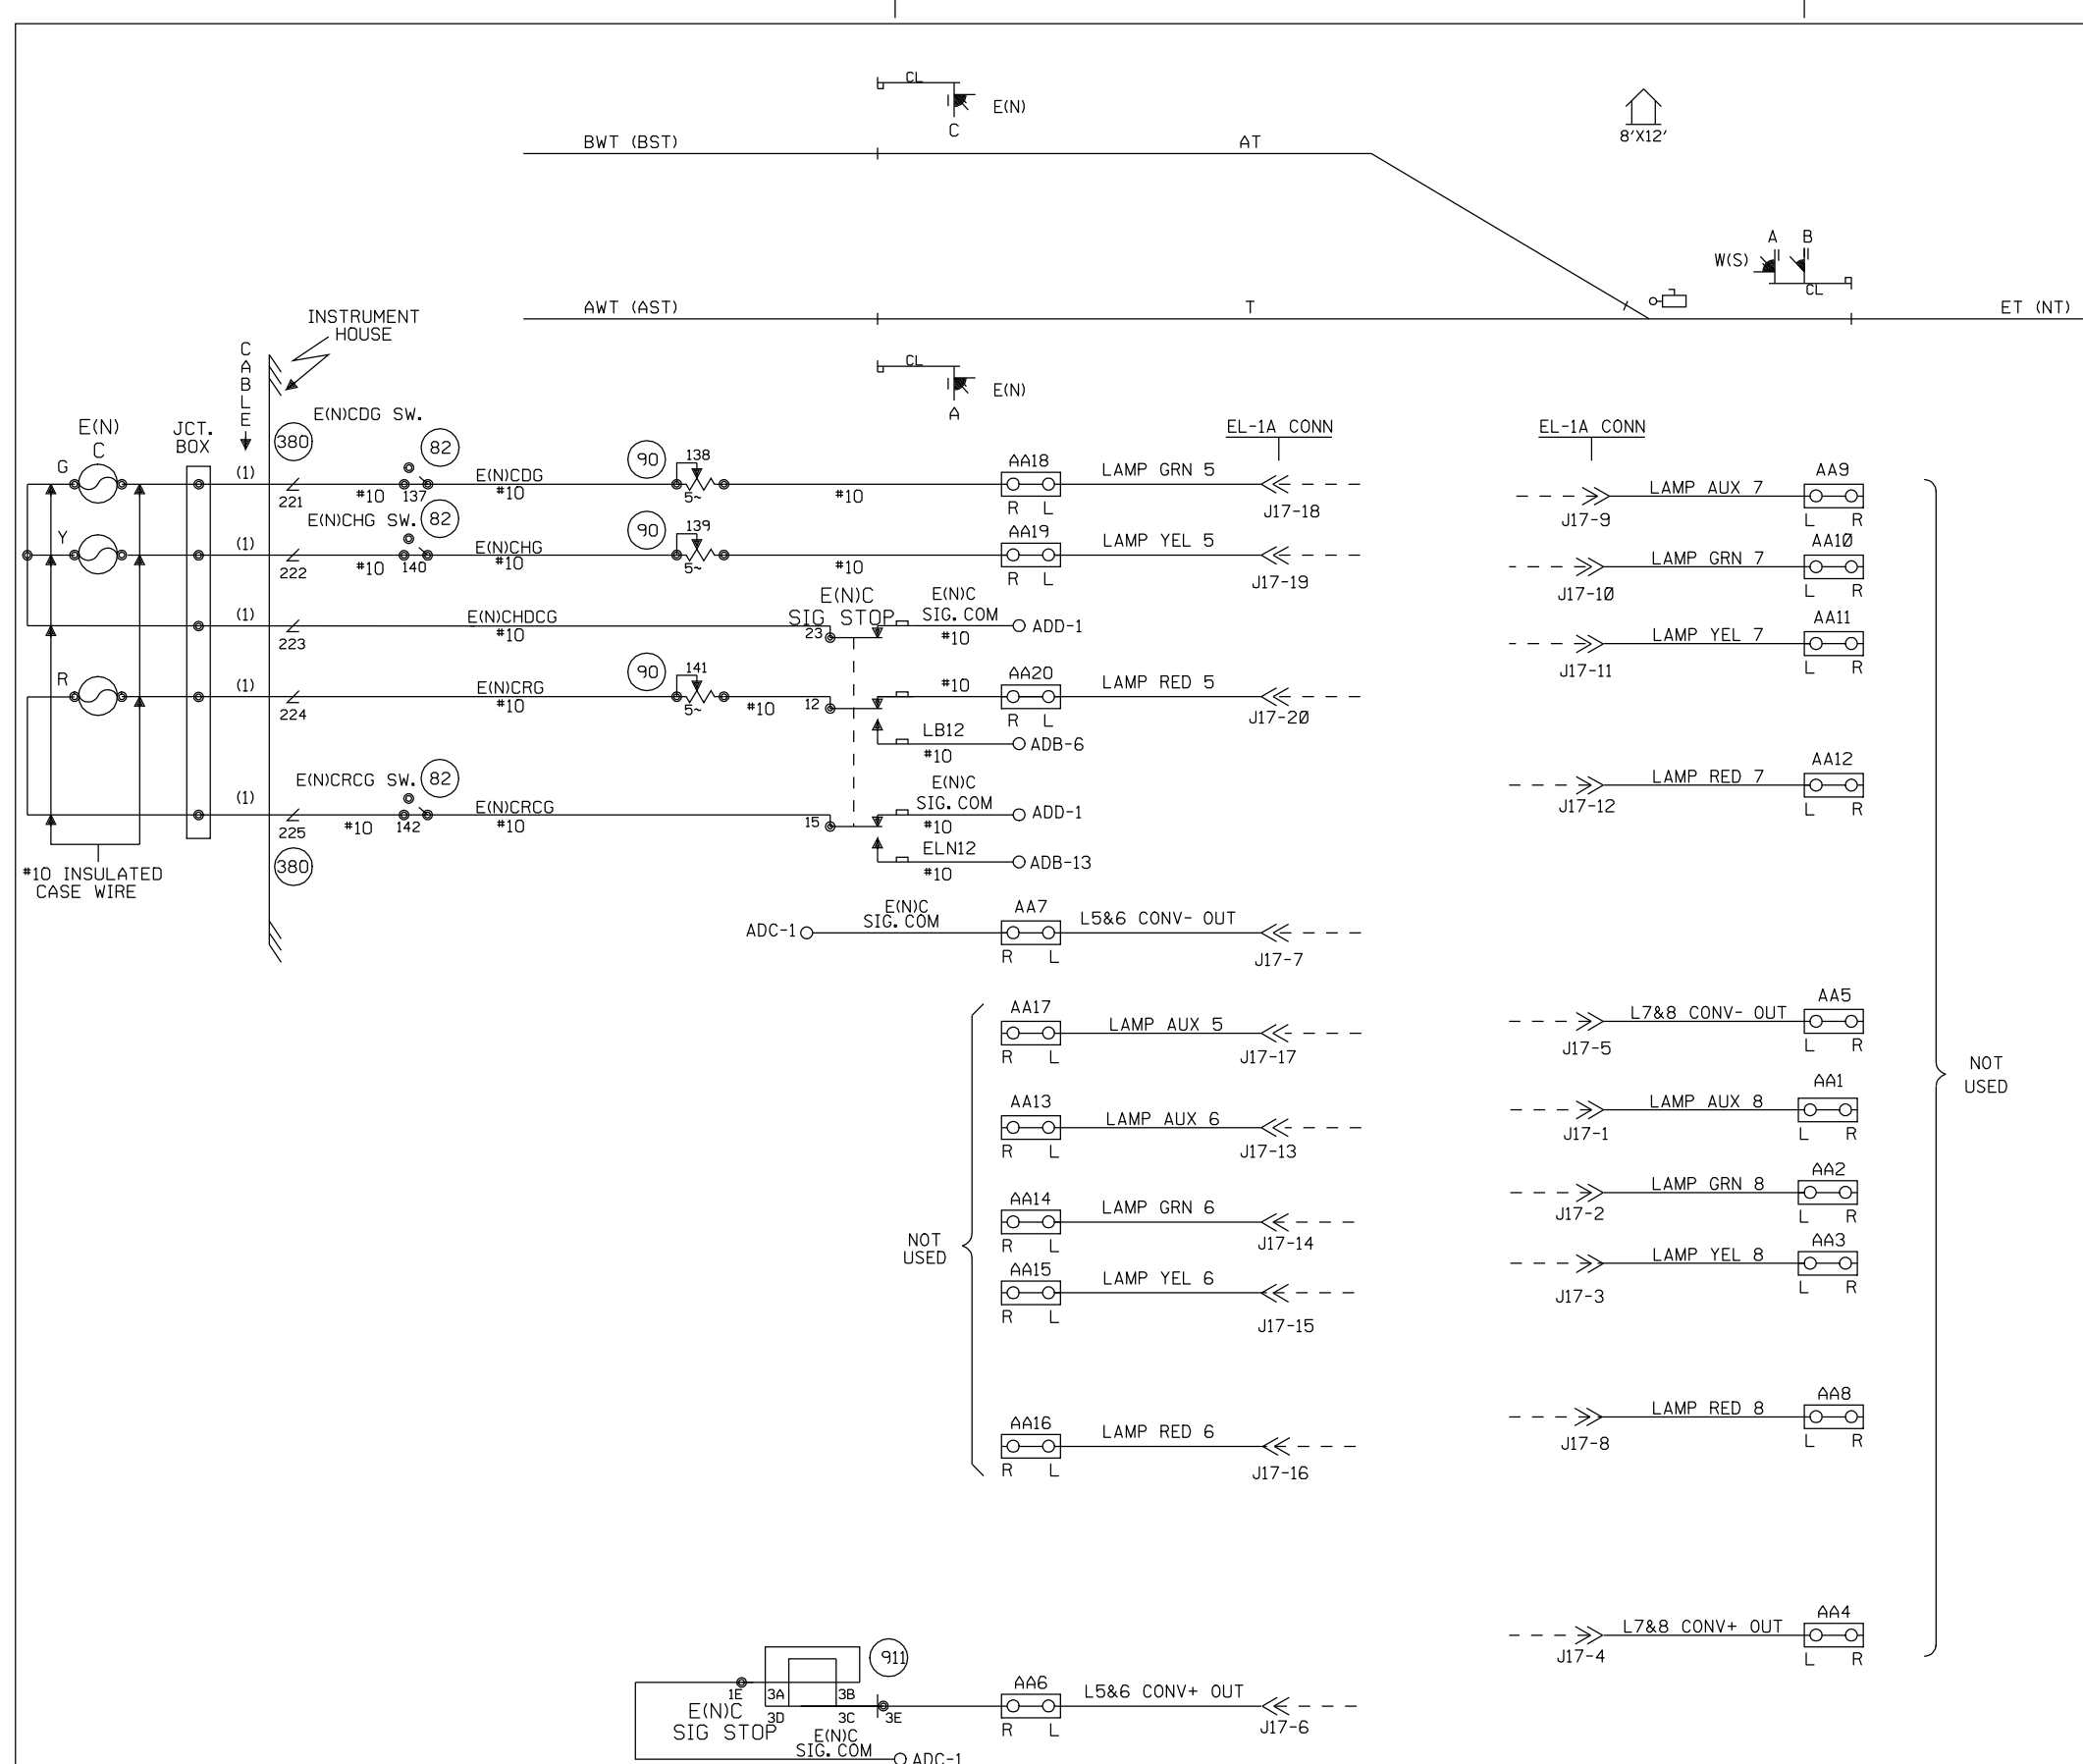 CL
E(N)
C
8'X12'
BWT (BST)
AT
A B
W(S)
CL
AWT (AST)
T
ET (NT)
INSTRUMENT
HOUSE
CABLE
CL
E(N)
A
E(N)
C
JCT.
BOX
380
E(N)CDG SW.
82
90
138
AA18
EL-1A CONN
EL-1A CONN
G
(1)
221
#10
137
E(N)CDG
#10
5~
#10
R L
LAMP GRN 5
J17-18
LAMP AUX 7
J17-9
AA9
L R
E(N)CHG SW.
82
90
139
AA19
Y
(1)
222
#10
140
E(N)CHG
#10
5~
#10
R L
LAMP YEL 5
J17-19
LAMP GRN 7
J17-10
AA10
L R
(1)
223
E(N)CHDCG
#10
E(N)C
SIG STOP
23
E(N)C
SIG.COM
#10
ADD-1
LAMP YEL 7
J17-11
AA11
L R
R
(1)
224
E(N)CRG
#10
90
141
5~
#10
12
#10
AA20
R L
LAMP RED 5
J17-20
LB12
#10
ADB-6
LAMP RED 7
J17-12
AA12
L R
(1)
225
E(N)CRCG SW.
82
#10
142
E(N)CRCG
#10
15
E(N)C
SIG.COM
#10
ADD-1
ELN12
#10
ADB-13
380
#10 INSULATED
CASE WIRE
ADC-1
E(N)C
SIG.COM
AA7
R L
L5&6 CONV- OUT
J17-7
AA17
R L
LAMP AUX 5
J17-17
L7&8 CONV- OUT
J17-5
AA5
L R
NOT
USED
AA13
R L
LAMP AUX 6
J17-13
LAMP AUX 8
J17-1
AA1
L R
AA14
R L
LAMP GRN 6
J17-14
LAMP GRN 8
J17-2
AA2
L R
NOT
USED
AA15
R L
LAMP YEL 6
J17-15
LAMP YEL 8
J17-3
AA3
L R
AA16
R L
LAMP RED 6
J17-16
LAMP RED 8
J17-8
AA8
L R
L7&8 CONV+ OUT
J17-4
AA4
L R
911
1E
3A
3B
3D
3C
3E
E(N)C
SIG STOP
E(N)C
SIG.COM
ADC-1
AA6
R L
L5&6 CONV+ OUT
J17-6